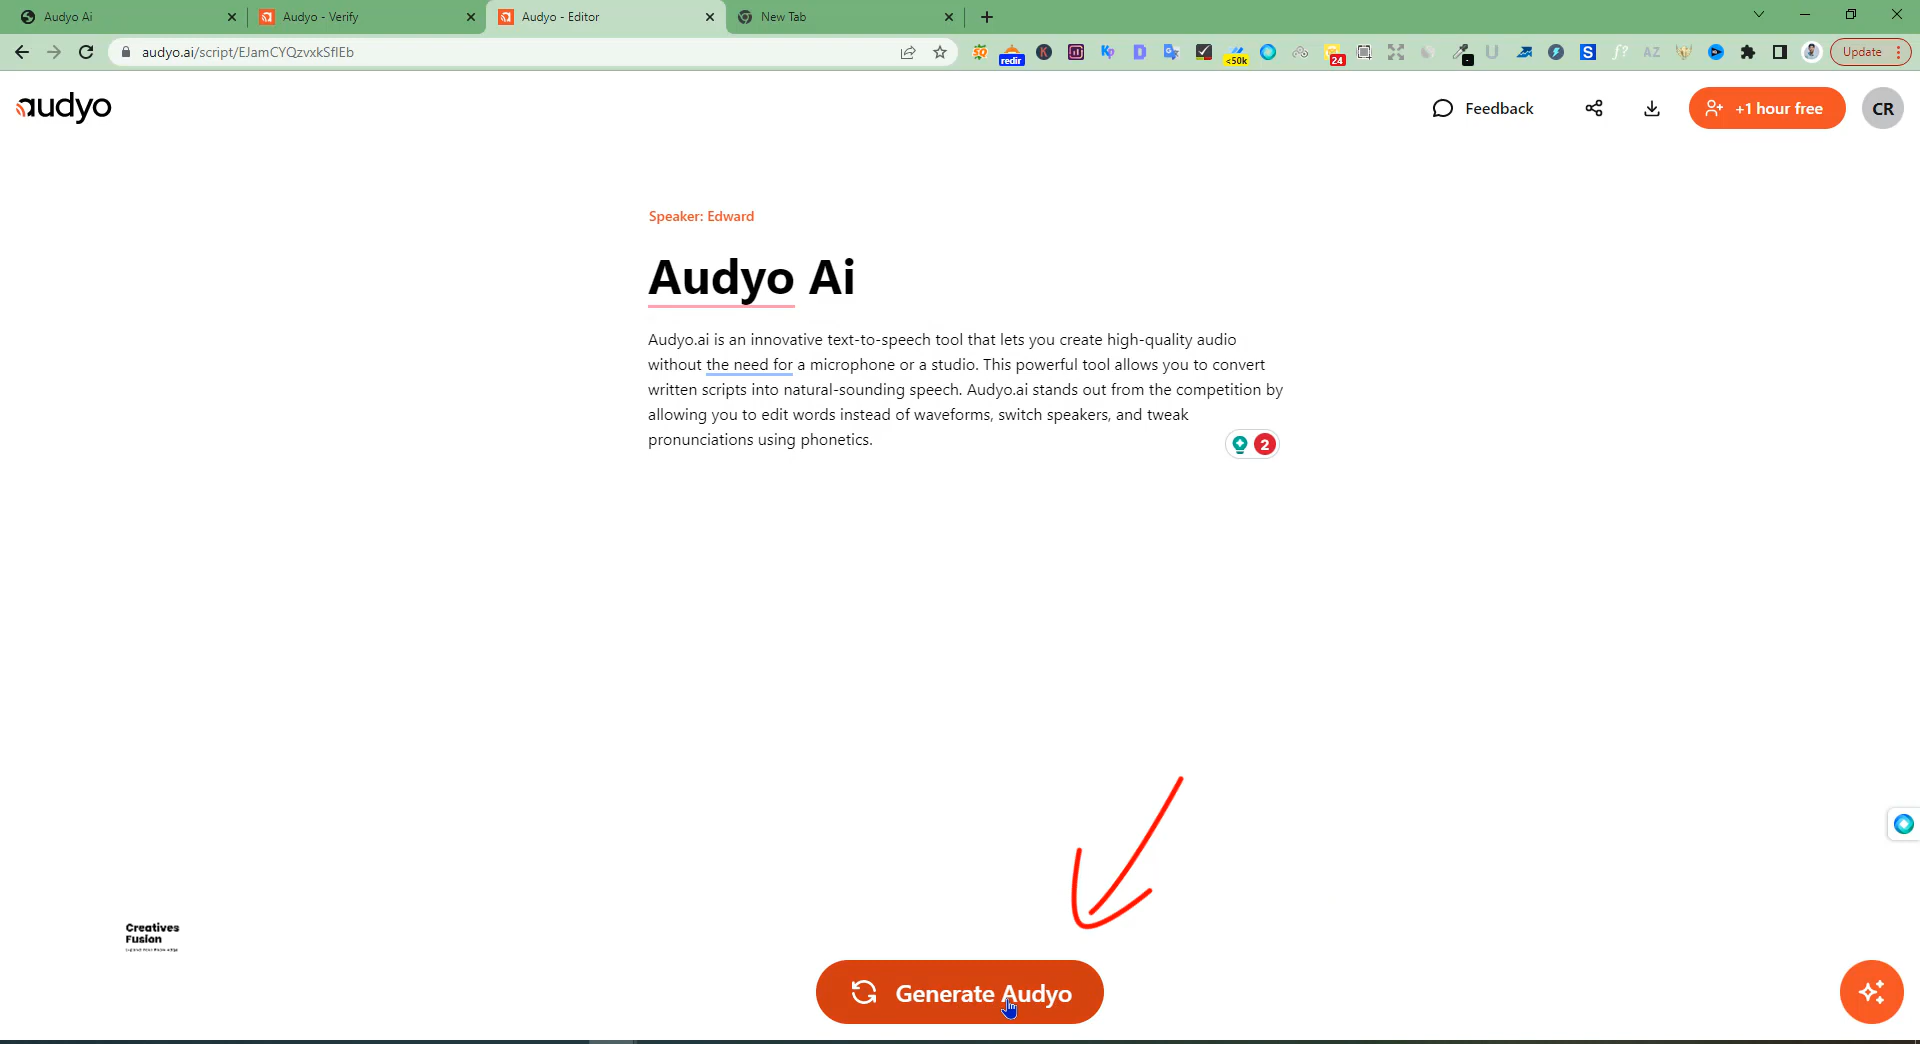 Audyo Ai
Audyo - Verify
Audyo - Editor
New Tab
audyo.ai/script/EJamCYQzvxkSfIEb
redir
<50k
24
Update
audyo
Feedback
+1 hour free
CR
Speaker: Edward
Audyo Ai
Audyo.ai is an innovative text-to-speech tool that lets you create high-quality audio
without the need for a microphone or a studio. This powerful tool allows you to convert
written scripts into natural-sounding speech. Audyo.ai stands out from the competition by
allowing you to edit words instead of waveforms, switch speakers, and tweak
pronunciations using phonetics.
2
Creatives
Fusion
Generate Audyo